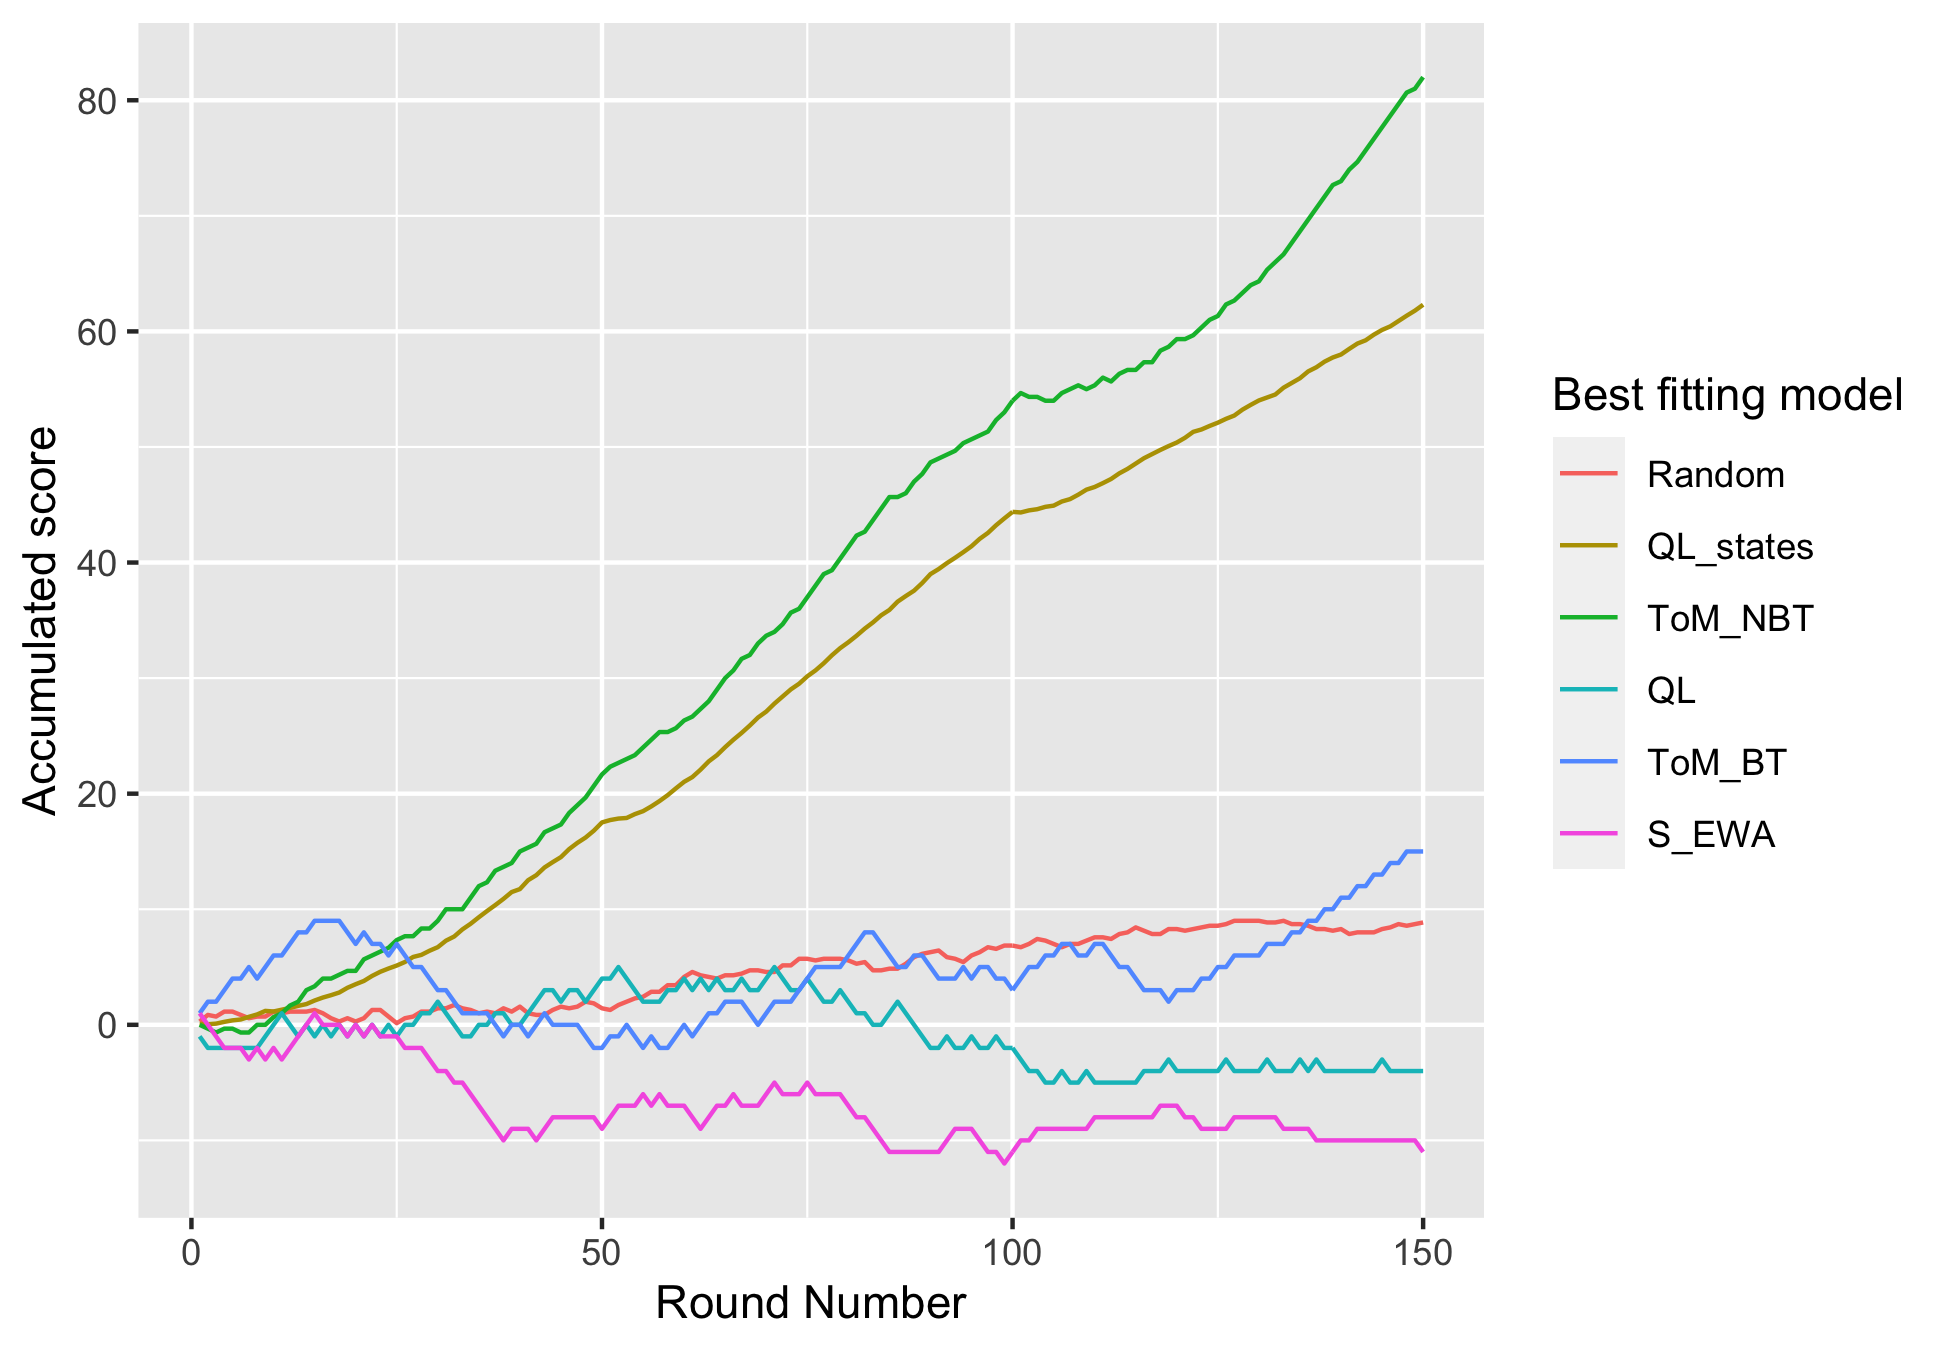 80
60
40
20
0
Accumulated score
0
50
100
150
Round Number
Best fitting model
Random
QL_states
ToM_NBT
QL
ToM_BT
S_EWA